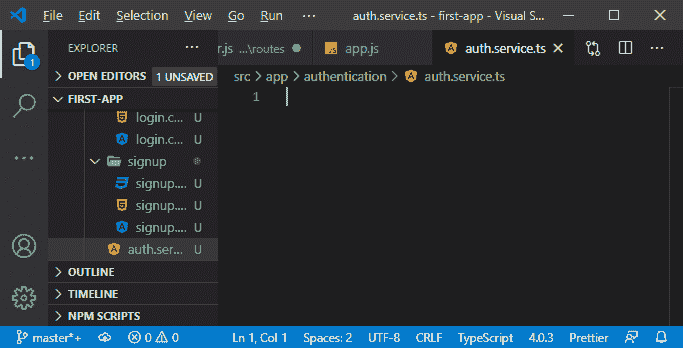 File Edit Selection View Go Run ... auth.service.ts - first-app - Visual S...
EXPLORER ... r.js ...\routes app.js auth.service.ts
1
OPEN EDITORS 1 UNSAVED
src > app > authentication > auth.service.ts
FIRST-APP
1
login.c... U
login.c... U
signup
signup.... U
signup.... U
signup.... U
auth.ser... U
OUTLINE
TIMELINE
NPM SCRIPTS
master*+ 0 0 Ln 1, Col 1 Spaces: 2 UTF-8 CRLF TypeScript 4.0.3 Prettier